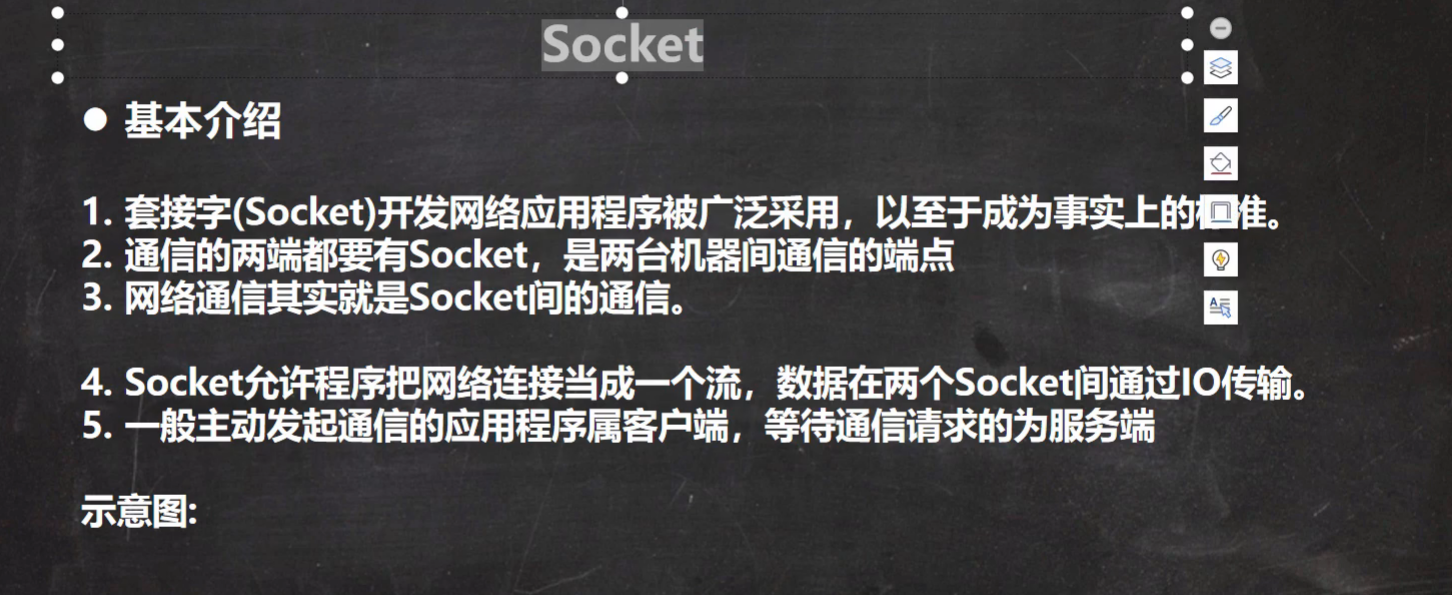 Socket
● 基本介绍
1. 套接字(Socket)开发网络应用程序被广泛采用，以至于成为事实上的标准。
2. 通信的两端都要有Socket，是两台机器间通信的端点
3. 网络通信其实就是Socket间的通信。
4. Socket允许程序把网络连接当成一个流，数据在两个Socket间通过IO传输。
5. 一般主动发起通信的应用程序属客户端，等待通信请求的为服务端
示意图: